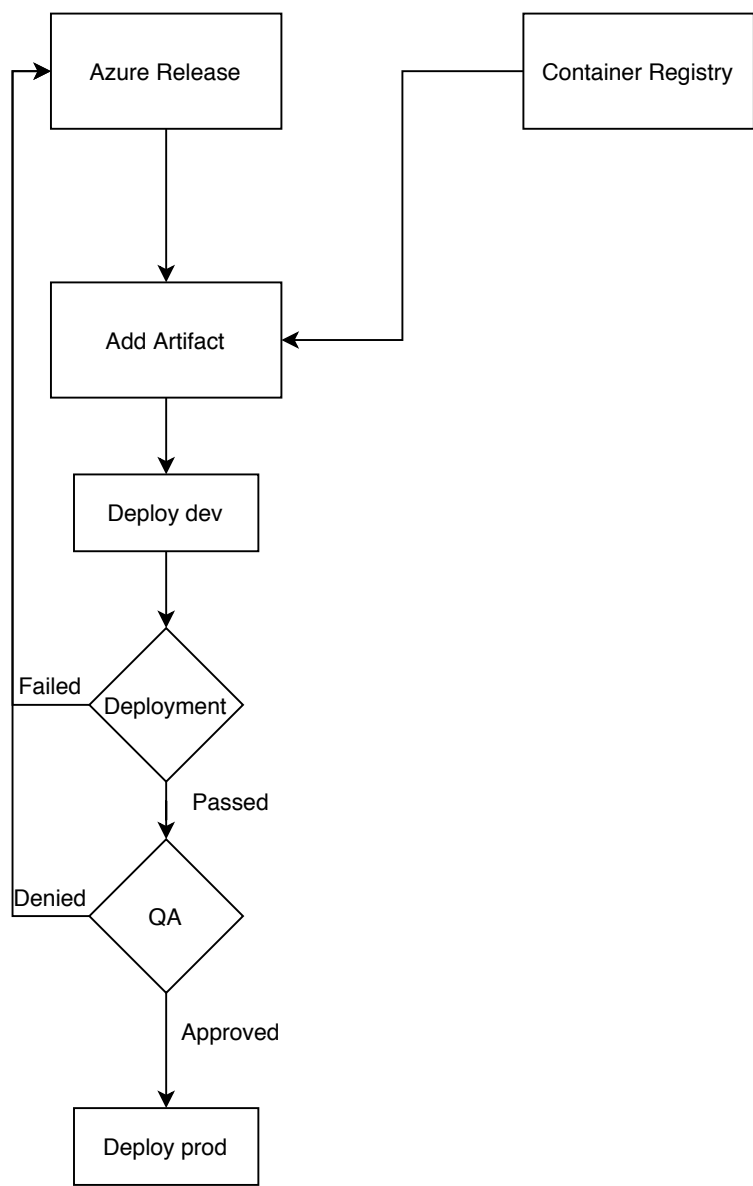 Azure Release
Container Registry
Add Artifact
Deploy dev
Failed
Deployment
Passed
Denied
QA
Approved
Deploy prod